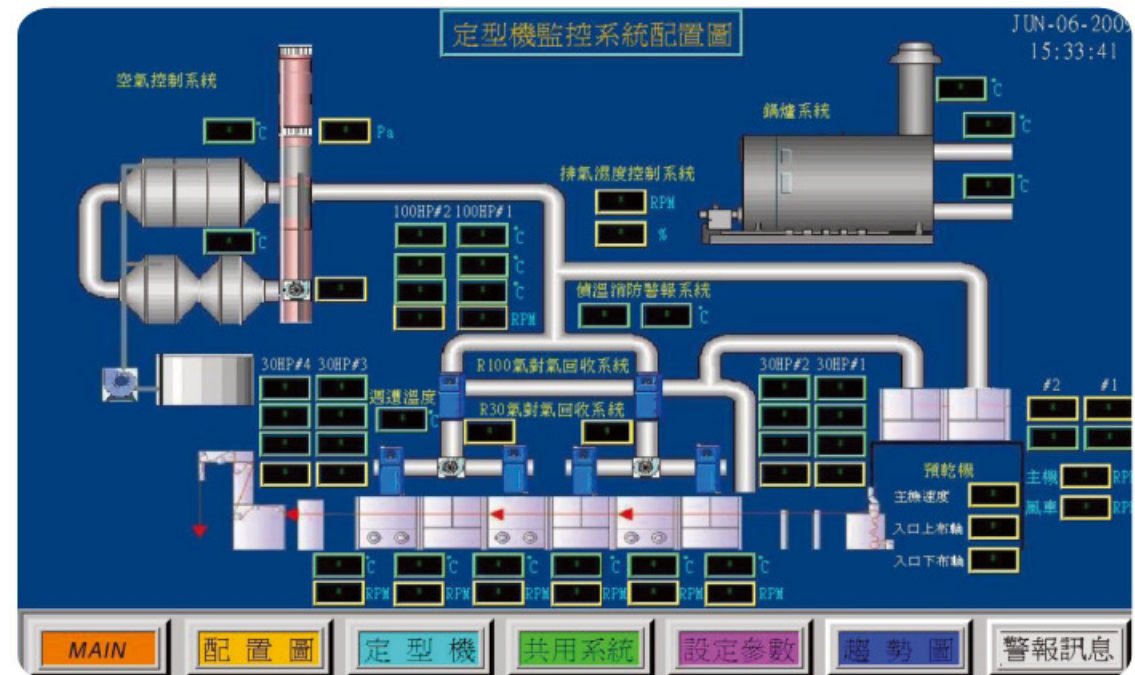 定型機監控系統配置圖
JUN-06-2009
15:33:41
空氣控制系統
℃
Pa
℃
鍋爐系統
℃
℃
℃
排氣濕度控制系統
RPM
%
100HP#2 100HP#1
℃
℃
℃
RPM
偵溫消防警報系統
℃
30HP#4 30HP#3
週邊溫度
℃
R100氣對氣回收系統
R30氣對氣回收系統
30HP#2 30HP#1
#2 #1
預乾機
主機速度
入口上布輪
入口下布輪
主機 RPM
風車 RPM
℃ ℃ ℃ ℃ ℃ ℃
RPM RPM RPM RPM RPM RPM
MAIN 配置圖 定型機 共用系統 設定參數 趨勢圖 警報訊息